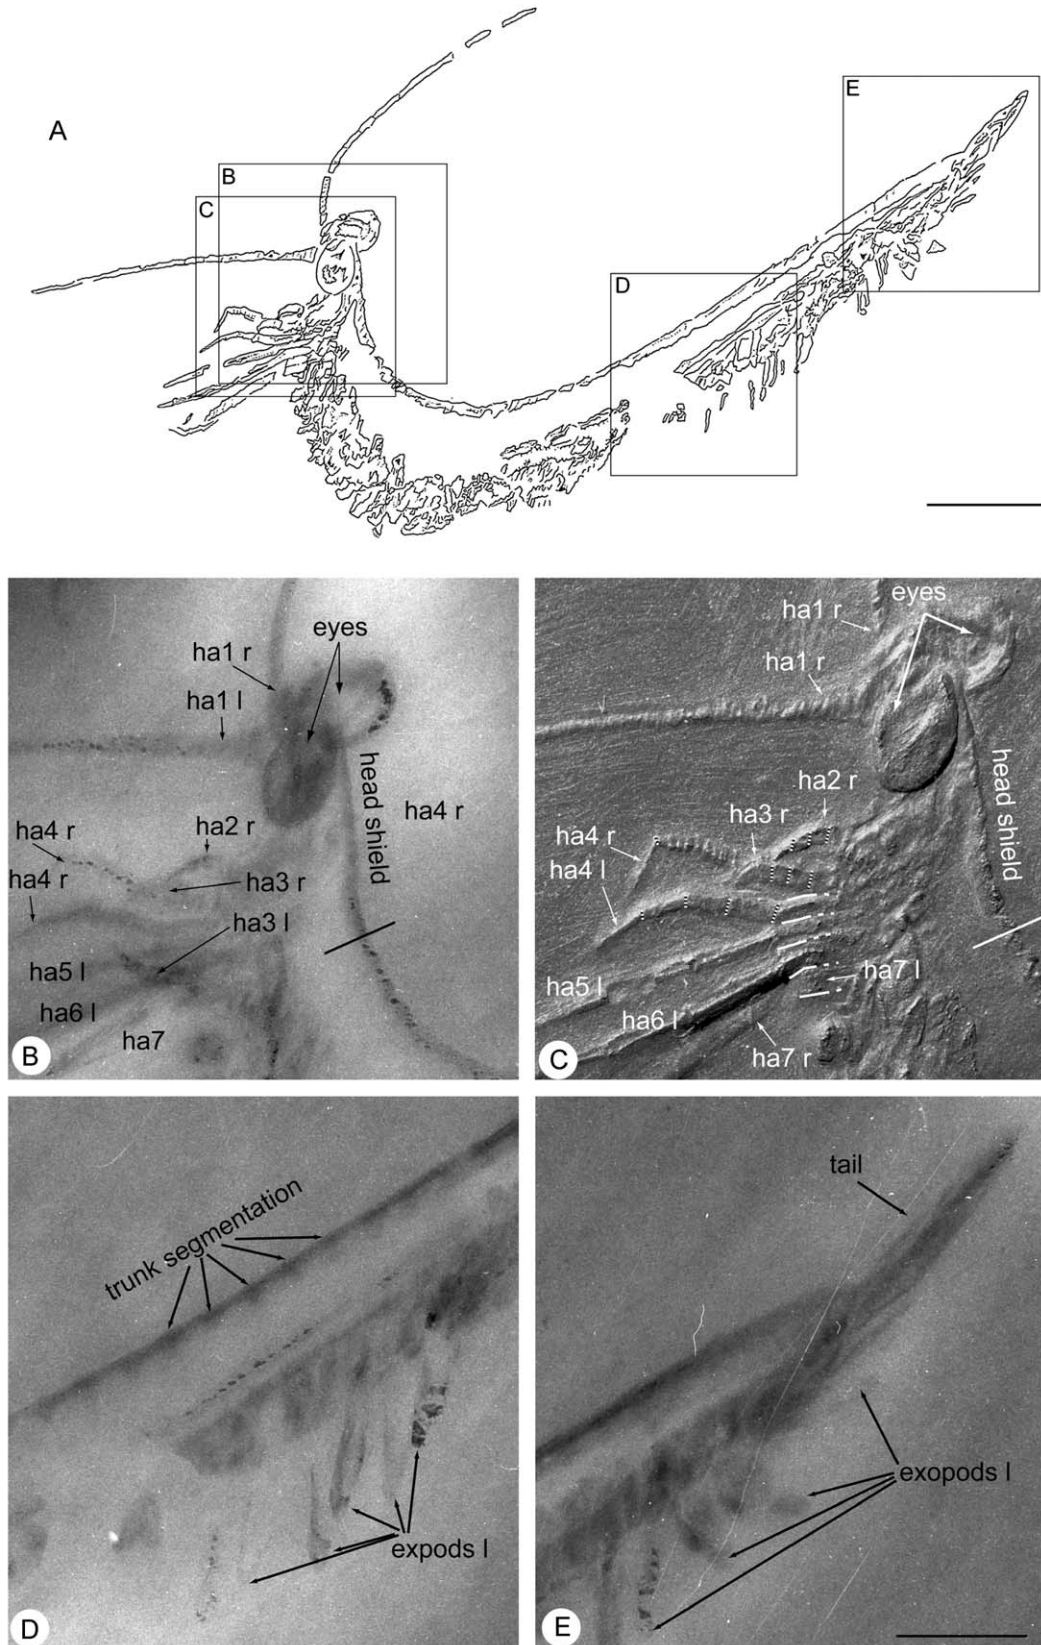 A
B
C
D
E
eyes
ha1 r
ha1 l
head shield
ha4 r
ha2 r
ha4 r
ha4 r
ha3 r
ha3 l
ha5 l
ha6 l
ha7
B
eyes
ha1 r
ha1 r
head shield
ha2 r
ha3 r
ha4 r
ha4 l
ha5 l
ha7 l
ha6 l
ha7 r
C
trunk segmentation
expods l
D
tail
exopods l
E